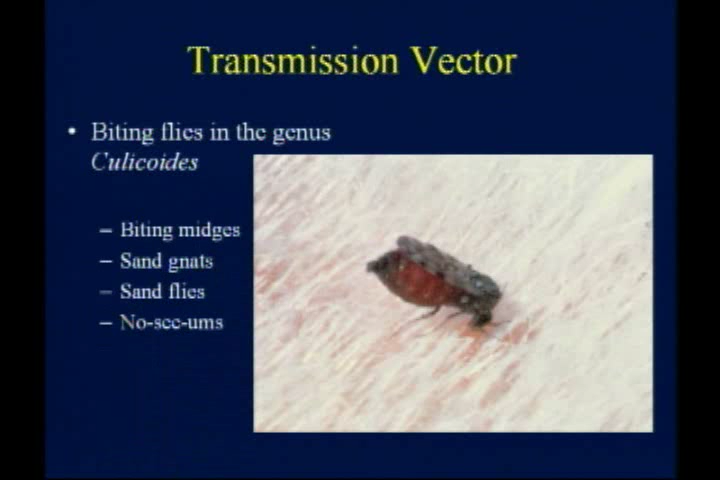 Transmission Vector
• Biting flies in the genus
Culicoides
– Biting midges
– Sand gnats
– Sand flies
– No-see-ums